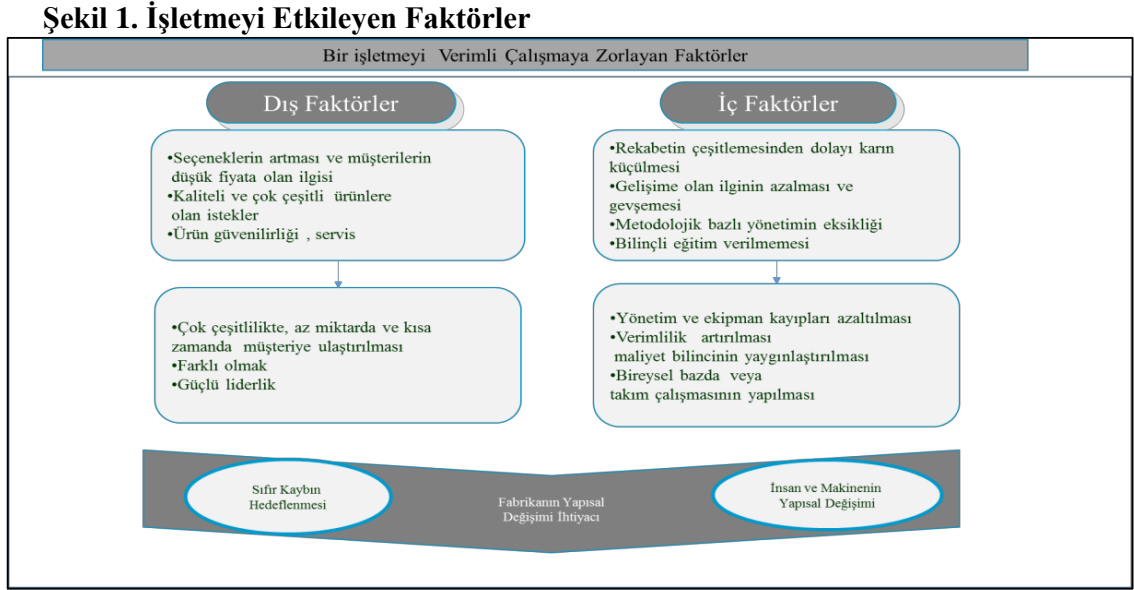 Şekil 1. İşletmeyi Etkileyen Faktörler
Bir işletmeyi Verimli Çalışmaya Zorlayan Faktörler
Dış Faktörler
•Seçeneklerin artması ve müşterilerin
düşük fiyata olan ilgisi
•Kaliteli ve çok çeşitli ürünlere
olan istekler
•Ürün güvenilirliği , servis
•Çok çeşitlilikte, az miktarda ve kısa
zamanda müşteriye ulaştırılması
•Farklı olmak
•Güçlü liderlik
İç Faktörler
•Rekabetin çeşitlemesinden dolayı karın
küçülmesi
•Gelişime olan ilginin azalması ve
gevşemesi
•Metodolojik bazlı yönetimin eksikliği
•Bilinçli eğitim verilmemesi
•Yönetim ve ekipman kayıpları azaltılması
•Verimlilik artırılması
maliyet bilincinin yaygınlaştırılması
•Bireysel bazda veya
takım çalışmasının yapılması
Sıfır Kaybın
Hedeflenmesi
Fabrikanın Yapısal
Değişimi İhtiyacı
İnsan ve Makinenin
Yapısal Değişimi